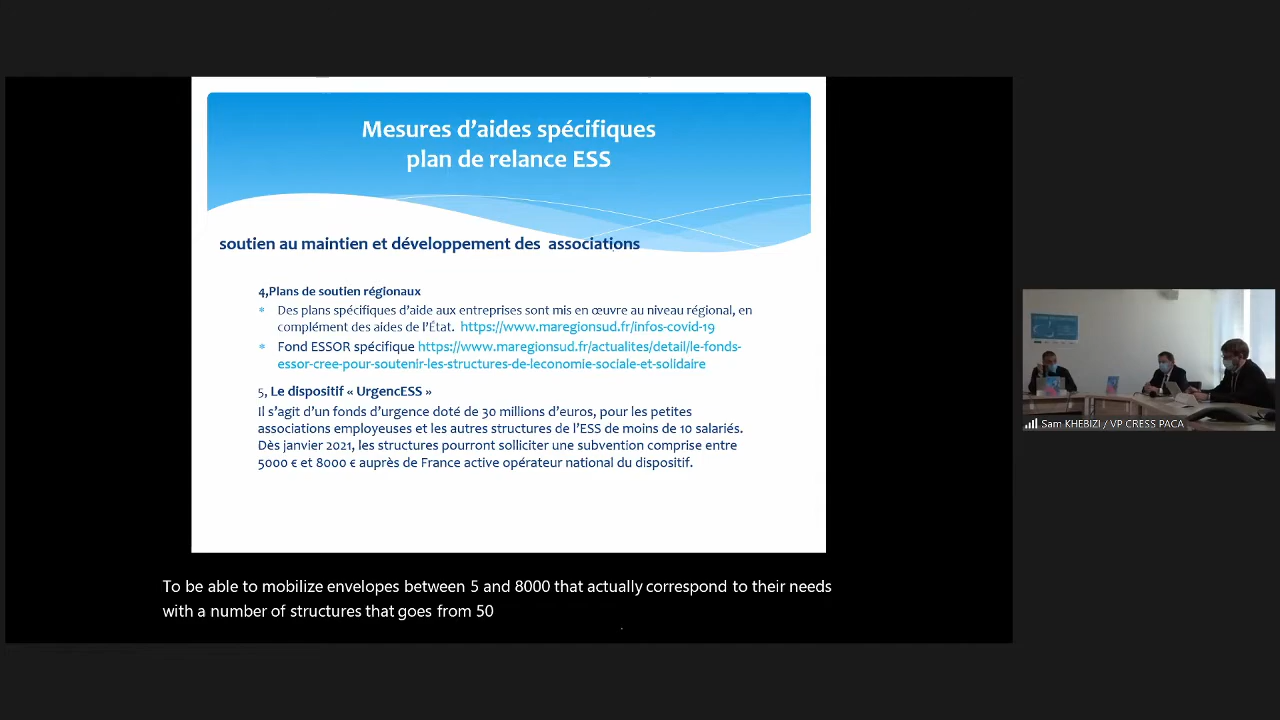 Mesures d'aides spécifiques
plan de relance ESS
soutien au maintien et développement des  associations
4,Plans de soutien régionaux
* Des plans spécifiques d'aide aux entreprises sont mis en œuvre au niveau régional, en
complément des aides de l'État.  https://www.maregionsud.fr/infos-covid-19
* Fond ESSOR spécifique https://www.maregionsud.fr/actualites/detail/le-fonds-
essor-cree-pour-soutenir-les-structures-de-leconomie-sociale-et-solidaire
5, Le dispositif « UrgencESS »
Il s'agit d'un fonds d'urgence doté de 30 millions d'euros, pour les petites
associations employeuses et les autres structures de l'ESS de moins de 10 salariés.
Dès janvier 2021, les structures pourront solliciter une subvention comprise entre
5000 € et 8000 € auprès de France active opérateur national du dispositif.
Sam KHEBIZI / VP CRESS PACA
To be able to mobilize envelopes between 5 and 8000 that actually correspond to their needs
with a number of structures that goes from 50